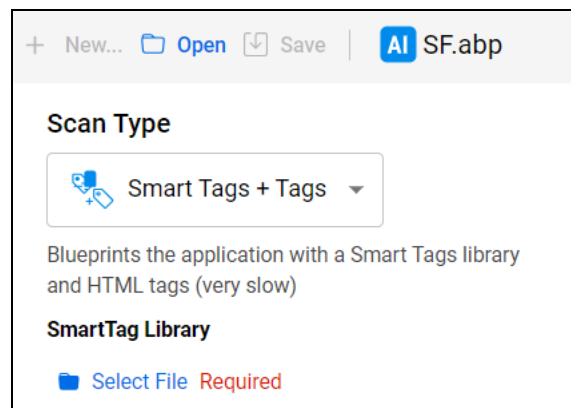 + New... Open Save AI SF.abp
Scan Type
Smart Tags + Tags
Blueprints the application with a Smart Tags library
and HTML tags (very slow)
SmartTag Library
Select File Required